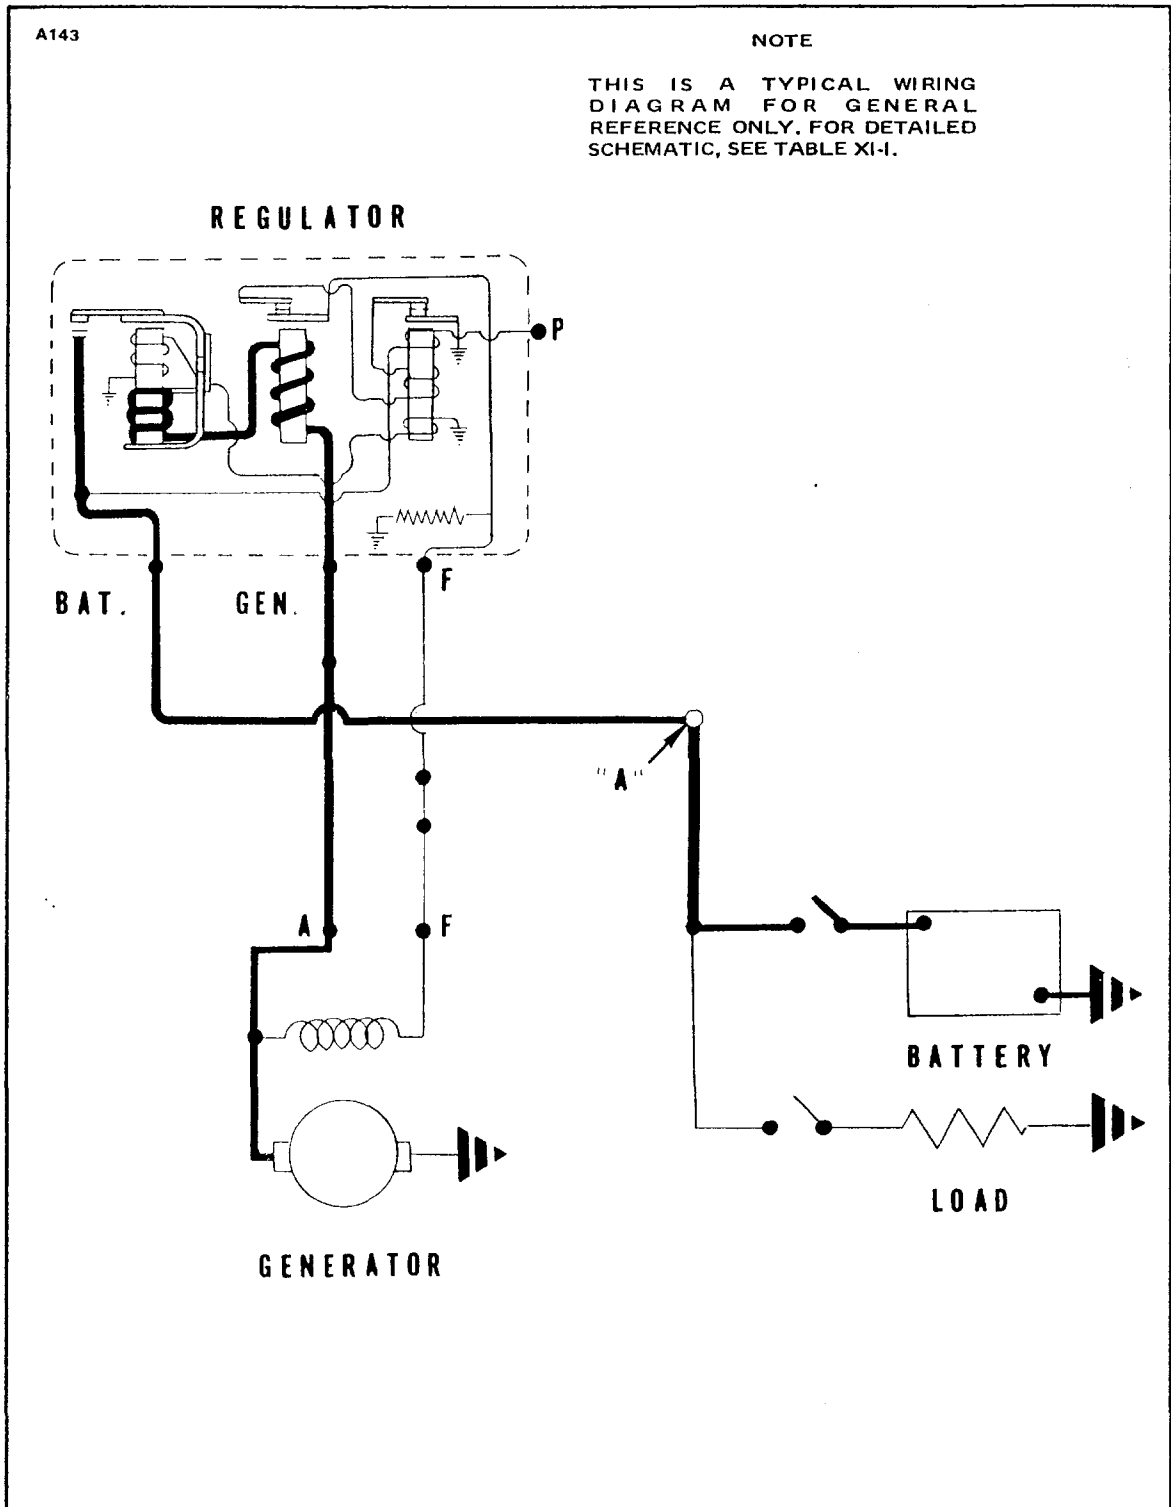 A143
NOTE
THIS IS A TYPICAL WIRING
DIAGRAM FOR GENERAL
REFERENCE ONLY. FOR DETAILED
SCHEMATIC, SEE TABLE XI-I.
REGULATOR
P
F
BAT.
GEN.
"A"
A
F
BATTERY
LOAD
GENERATOR